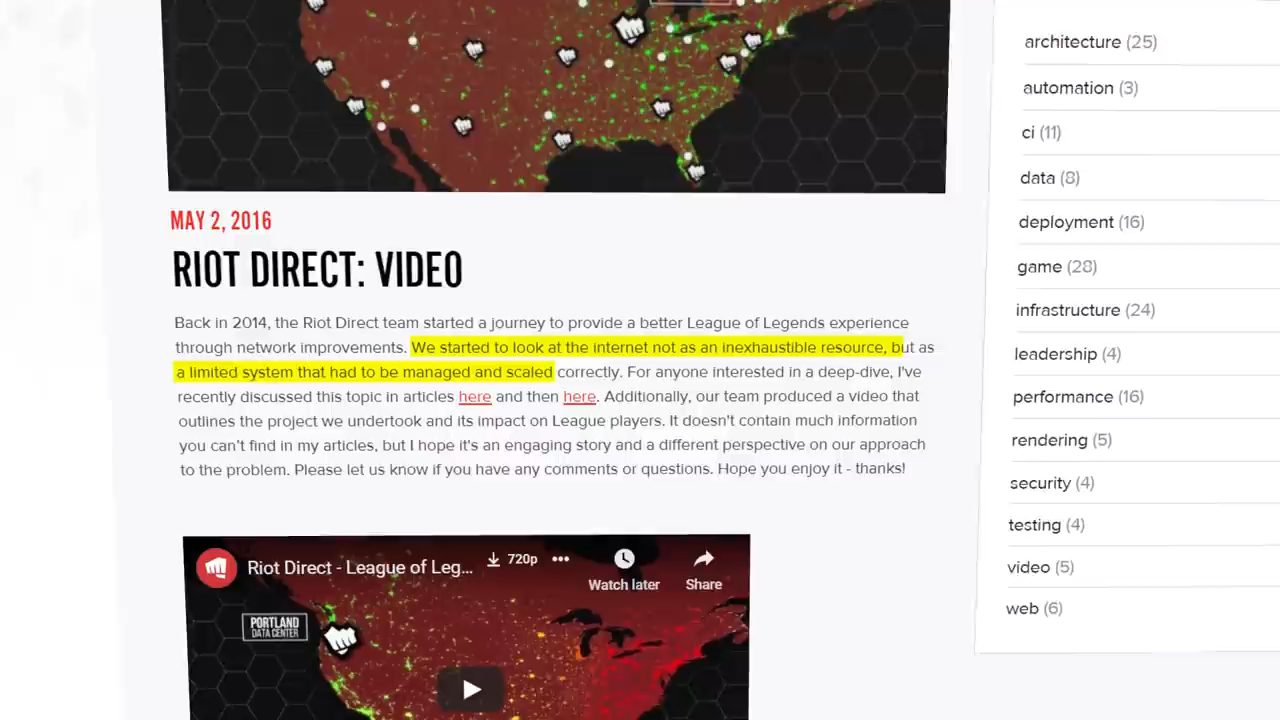 MAY 2, 2016
RIOT DIRECT: VIDEO
Back in 2014, the Riot Direct team started a journey to provide a better League of Legends experience
through network improvements. We started to look at the internet not as an inexhaustible resource, but as
a limited system that had to be managed and scaled correctly. For anyone interested in a deep-dive, I've
recently discussed this topic in articles here and then here. Additionally, our team produced a video that
outlines the project we undertook and its impact on League players. It doesn't contain much information
you can't find in my articles, but I hope it's an engaging story and a different perspective on our approach
to the problem. Please let us know if you have any comments or questions. Hope you enjoy it - thanks!
Riot Direct - League of Leg...
720p
Watch later
Share
PORTLAND
DATA CENTER
architecture (25)
automation (3)
ci (11)
data (8)
deployment (16)
game (28)
infrastructure (24)
leadership (4)
performance (16)
rendering (5)
security (4)
testing (4)
video (5)
web (6)